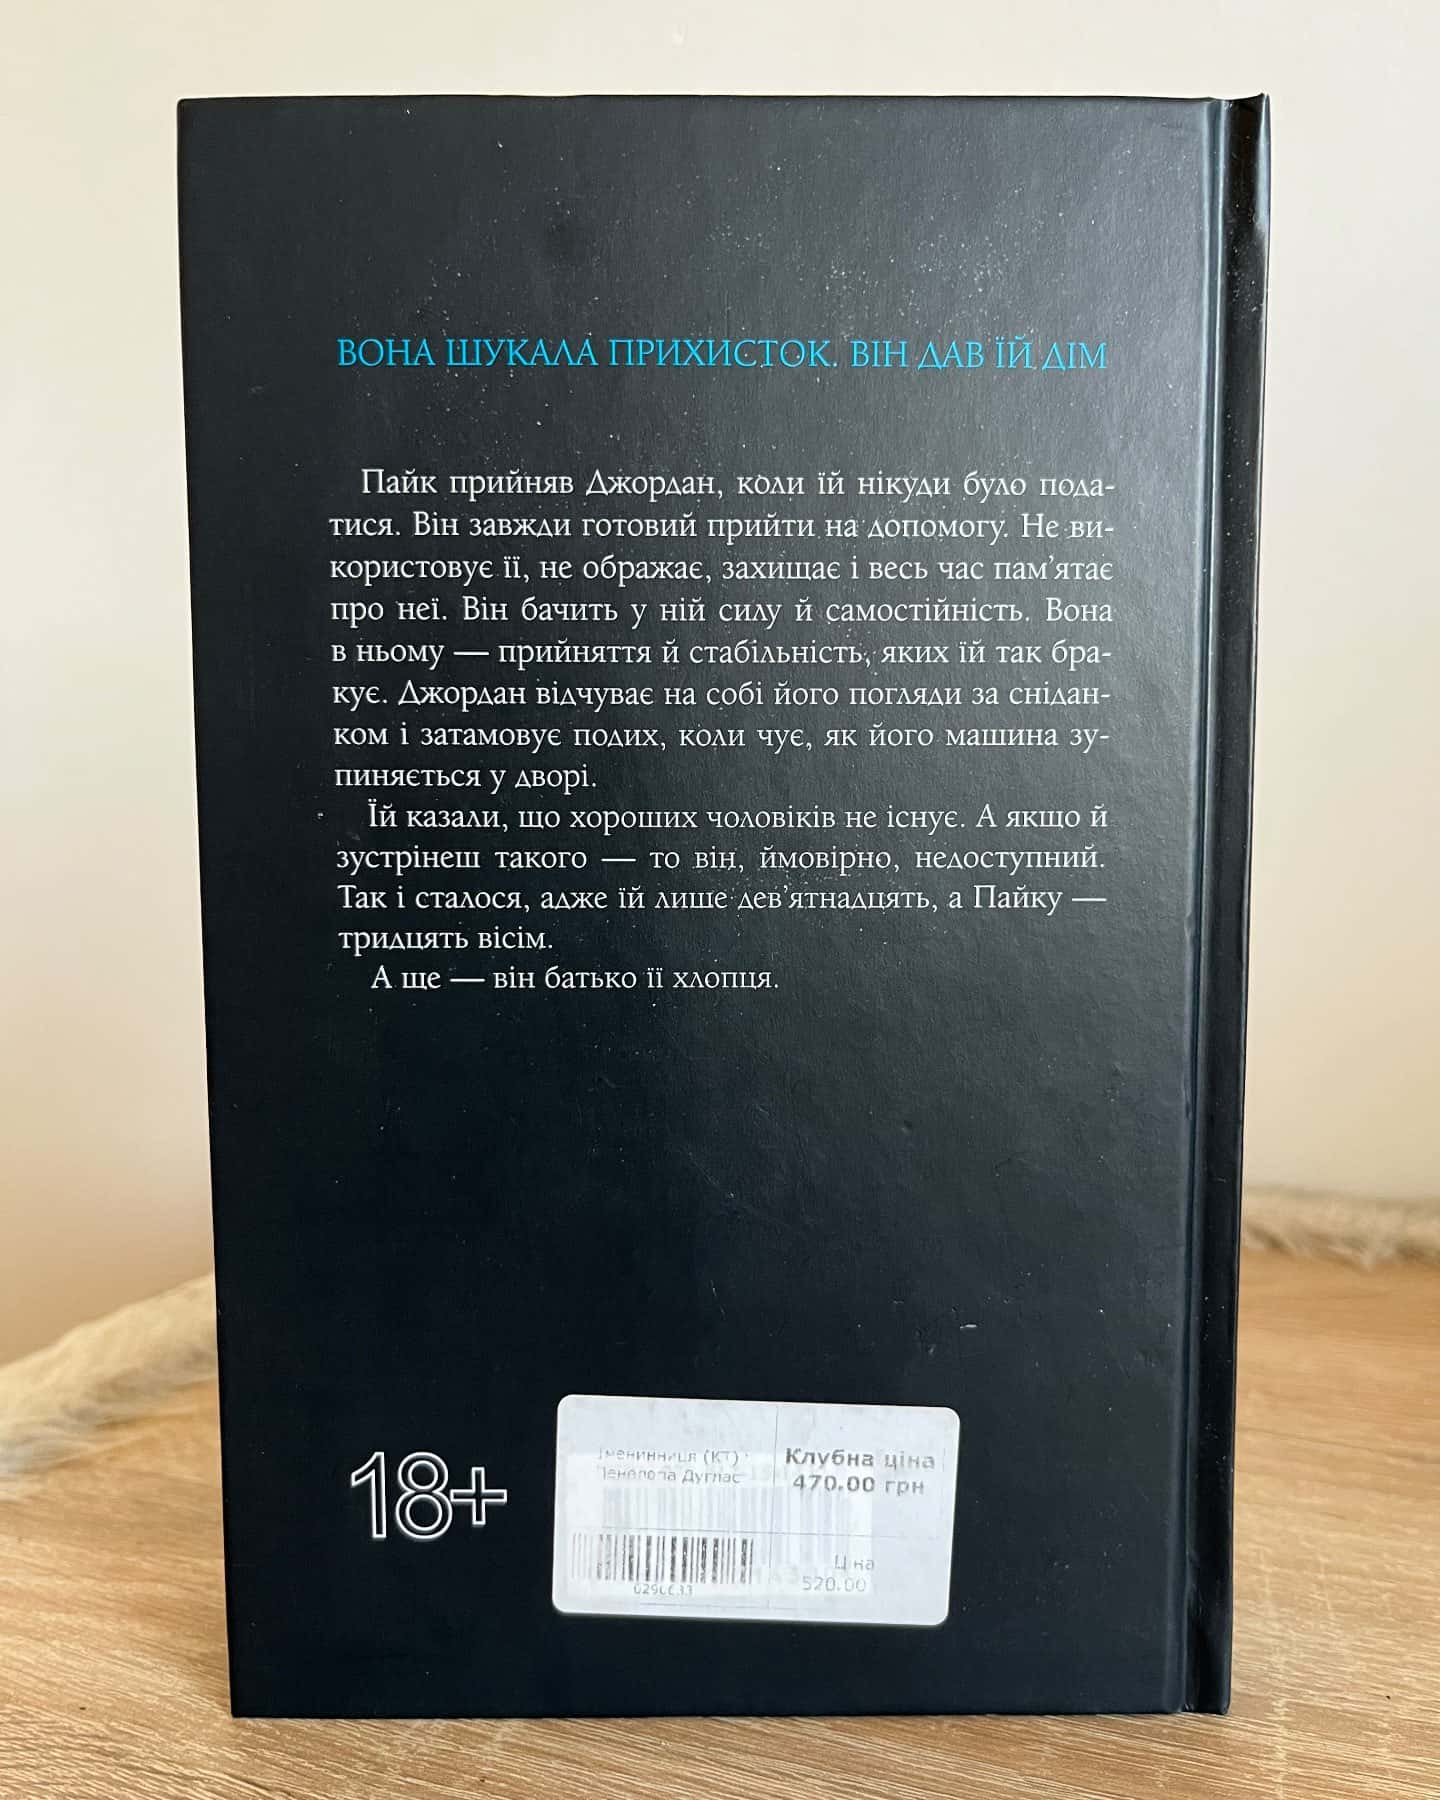 ВОНА ШУКАЛА ПРИХИСТОК. ВІН ДАВ ЇЙ ДІМ
Пайк прийняв Джордан, коли їй нікуди було пода-
тися. Він завжди готовий прийти на допомогу. Не ви-
користовує її, не ображає, захищає і весь час пам'ятає
про неї. Він бачить у ній силу й самостійність. Вона
в ньому — прийняття й стабільність, яких їй так бра-
кує. Джордан відчуває на собі його погляди за снідан-
ком і затамовує подих, коли чує, як його машина зу-
пиняється у дворі.
Їй казали, що хороших чоловіків не існує. А якщо й
зустрінеш такого — то він, ймовірно, недоступний.
Так і сталося, адже їй лише дев'ятнадцять, а Пайку —
тридцять вісім.
А ще — він батько її хлопця.
18+
Іменинниця (КТ)
Пенелопа Дуглас
Клубна ціна
470.00 грн
Ціна
520.00